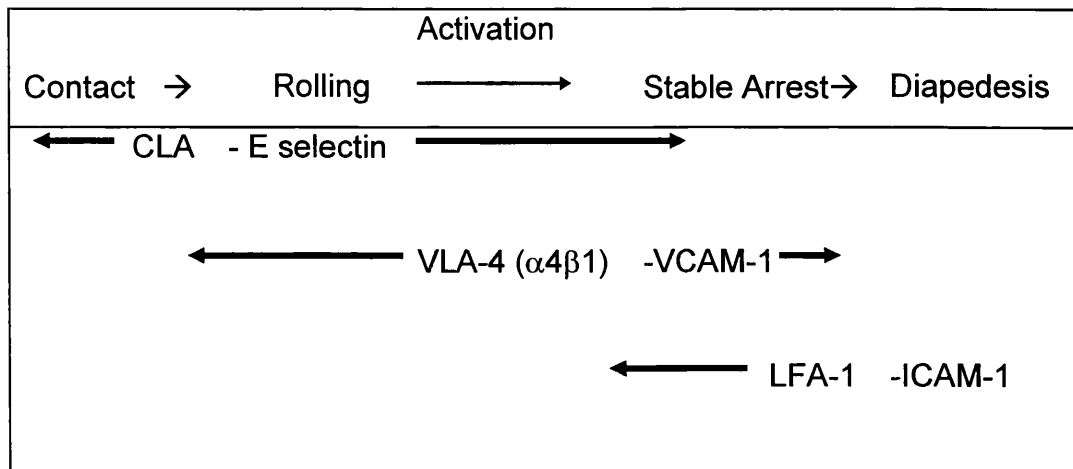 Activation
Contact → Rolling → Stable Arrest→ Diapedesis
CLA - E selectin
VLA-4 (α4β1) -VCAM-1
LFA-1 -ICAM-1